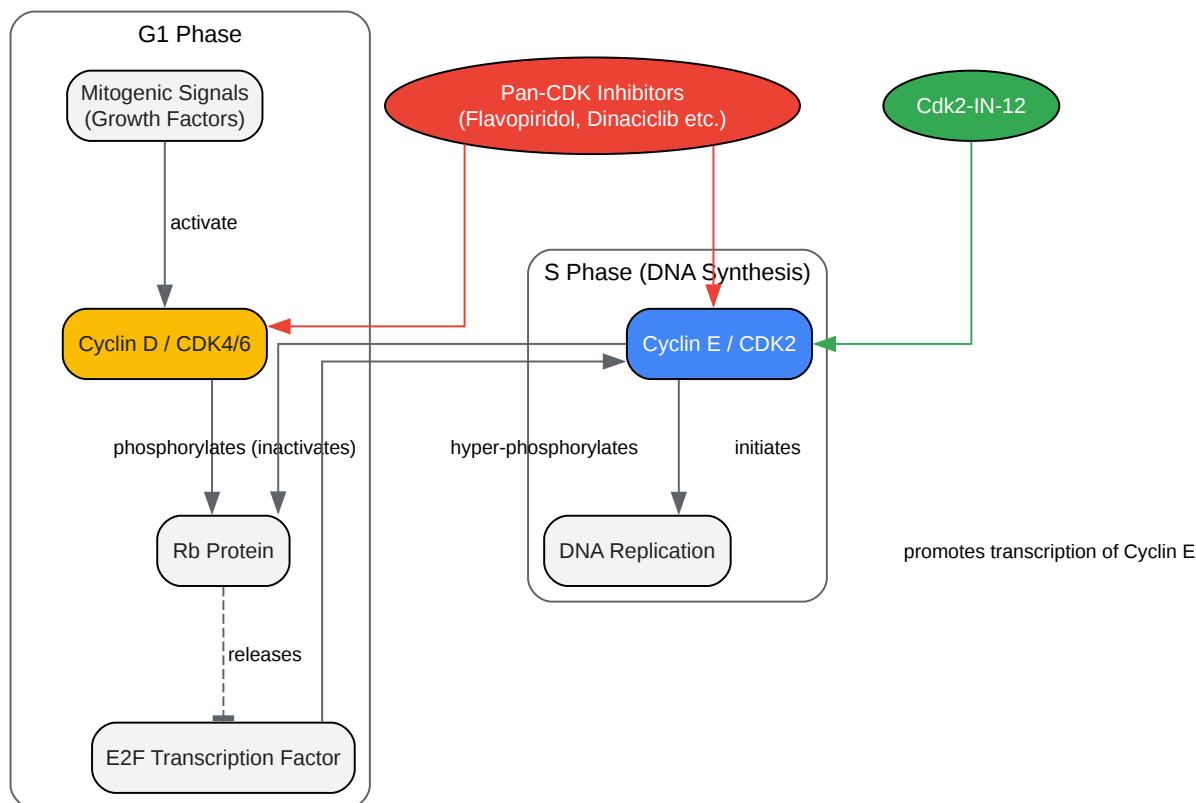 G1 Phase
Mitogenic Signals
(Growth Factors)
Pan-CDK Inhibitors
(Flavopiridol, Dinaciclib etc.)
Cdk2-IN-12
activate
S Phase (DNA Synthesis)
Cyclin D / CDK4/6
Cyclin E / CDK2
phosphorylates (inactivates)
hyper-phosphorylates
initiates
Rb Protein
DNA Replication
promotes transcription of Cyclin E
releases
E2F Transcription Factor